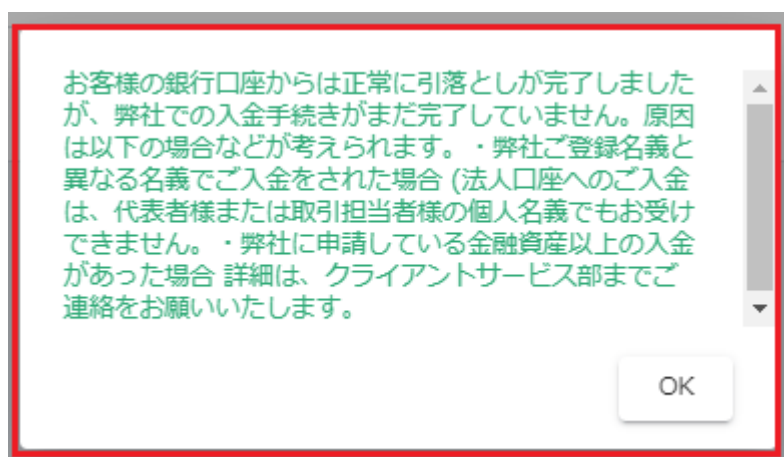 お客様の銀行口座からは正常に引落としが完了しました
が、弊社での入金手続きがまだ完了していません。原因
は以下の場合などが考えられます。・弊社ご登録名義と
異なる名義でご入金をされた場合 (法人口座へのご入金
は、代表者様または取引担当者様の個人名義でもお受け
できません。・弊社に申請している金融資産以上の入金
があった場合 詳細は、クライアントサービス部までご
連絡をお願いいたします。
OK